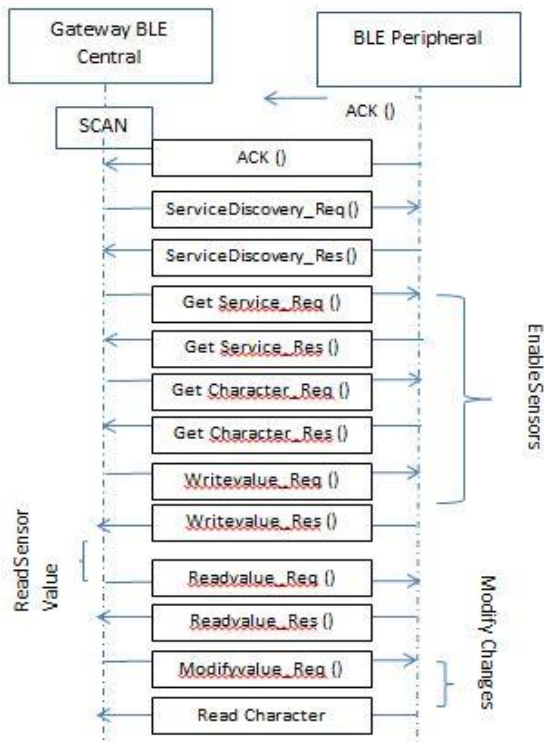 Gateway BLE
Central
BLE Peripheral
ACK ()
SCAN
ACK ()
ServiceDiscovery_Req()
ServiceDiscovery_Res()
Get Service_Req ()
Get Service_Res ()
Get Character_Req ()
Get Character_Res ()
Writevalue_Req ()
Writevalue_Res ()
EnableSensors
ReadSensor
Value
Readvalue_Req ()
Readvalue_Res ()
Modifyvalue_Req ()
Read Character
Modify Changes